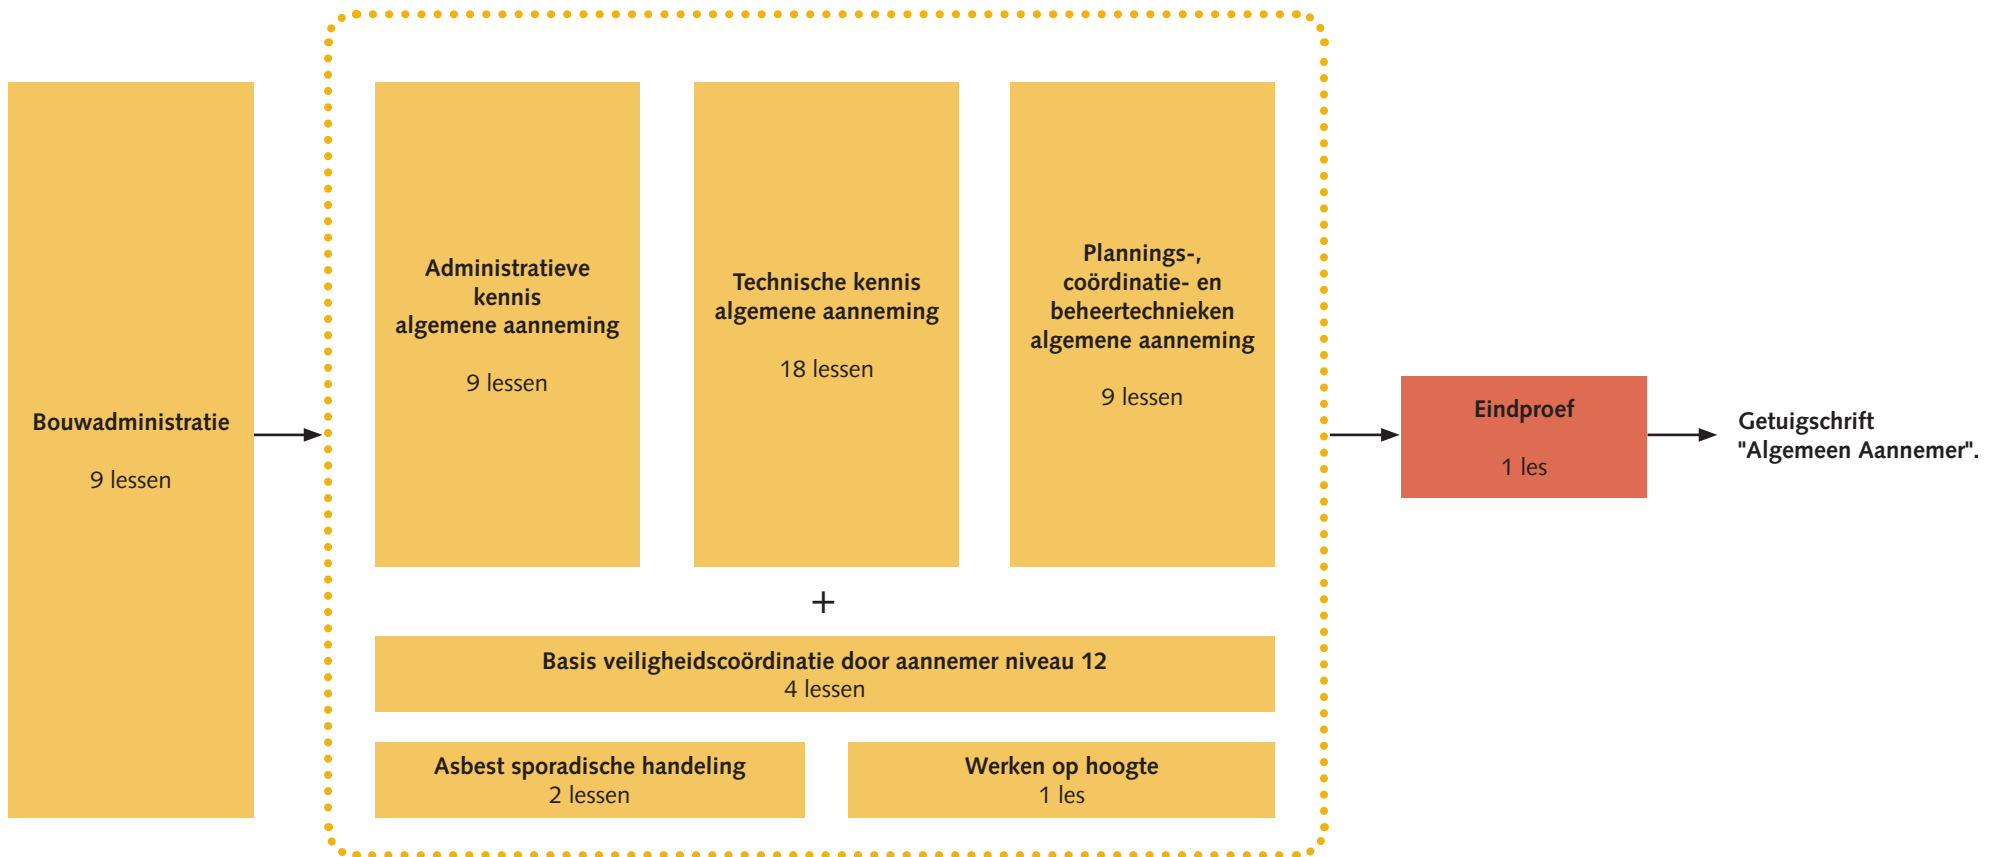 Bouwadministratie
9 lessen
Administratieve
kennis
algemene aanneming
9 lessen
Technische kennis
algemene aanneming
18 lessen
Plannings-,
coördinatie- en
beheertechnieken
algemene aanneming
9 lessen
+
Basis veiligheidscoördinatie door aannemer niveau 12
4 lessen
Asbest sporadische handeling
2 lessen
Werken op hoogte
1 les
Eindproef
1 les
Getuigschrift
"Algemeen Aannemer".